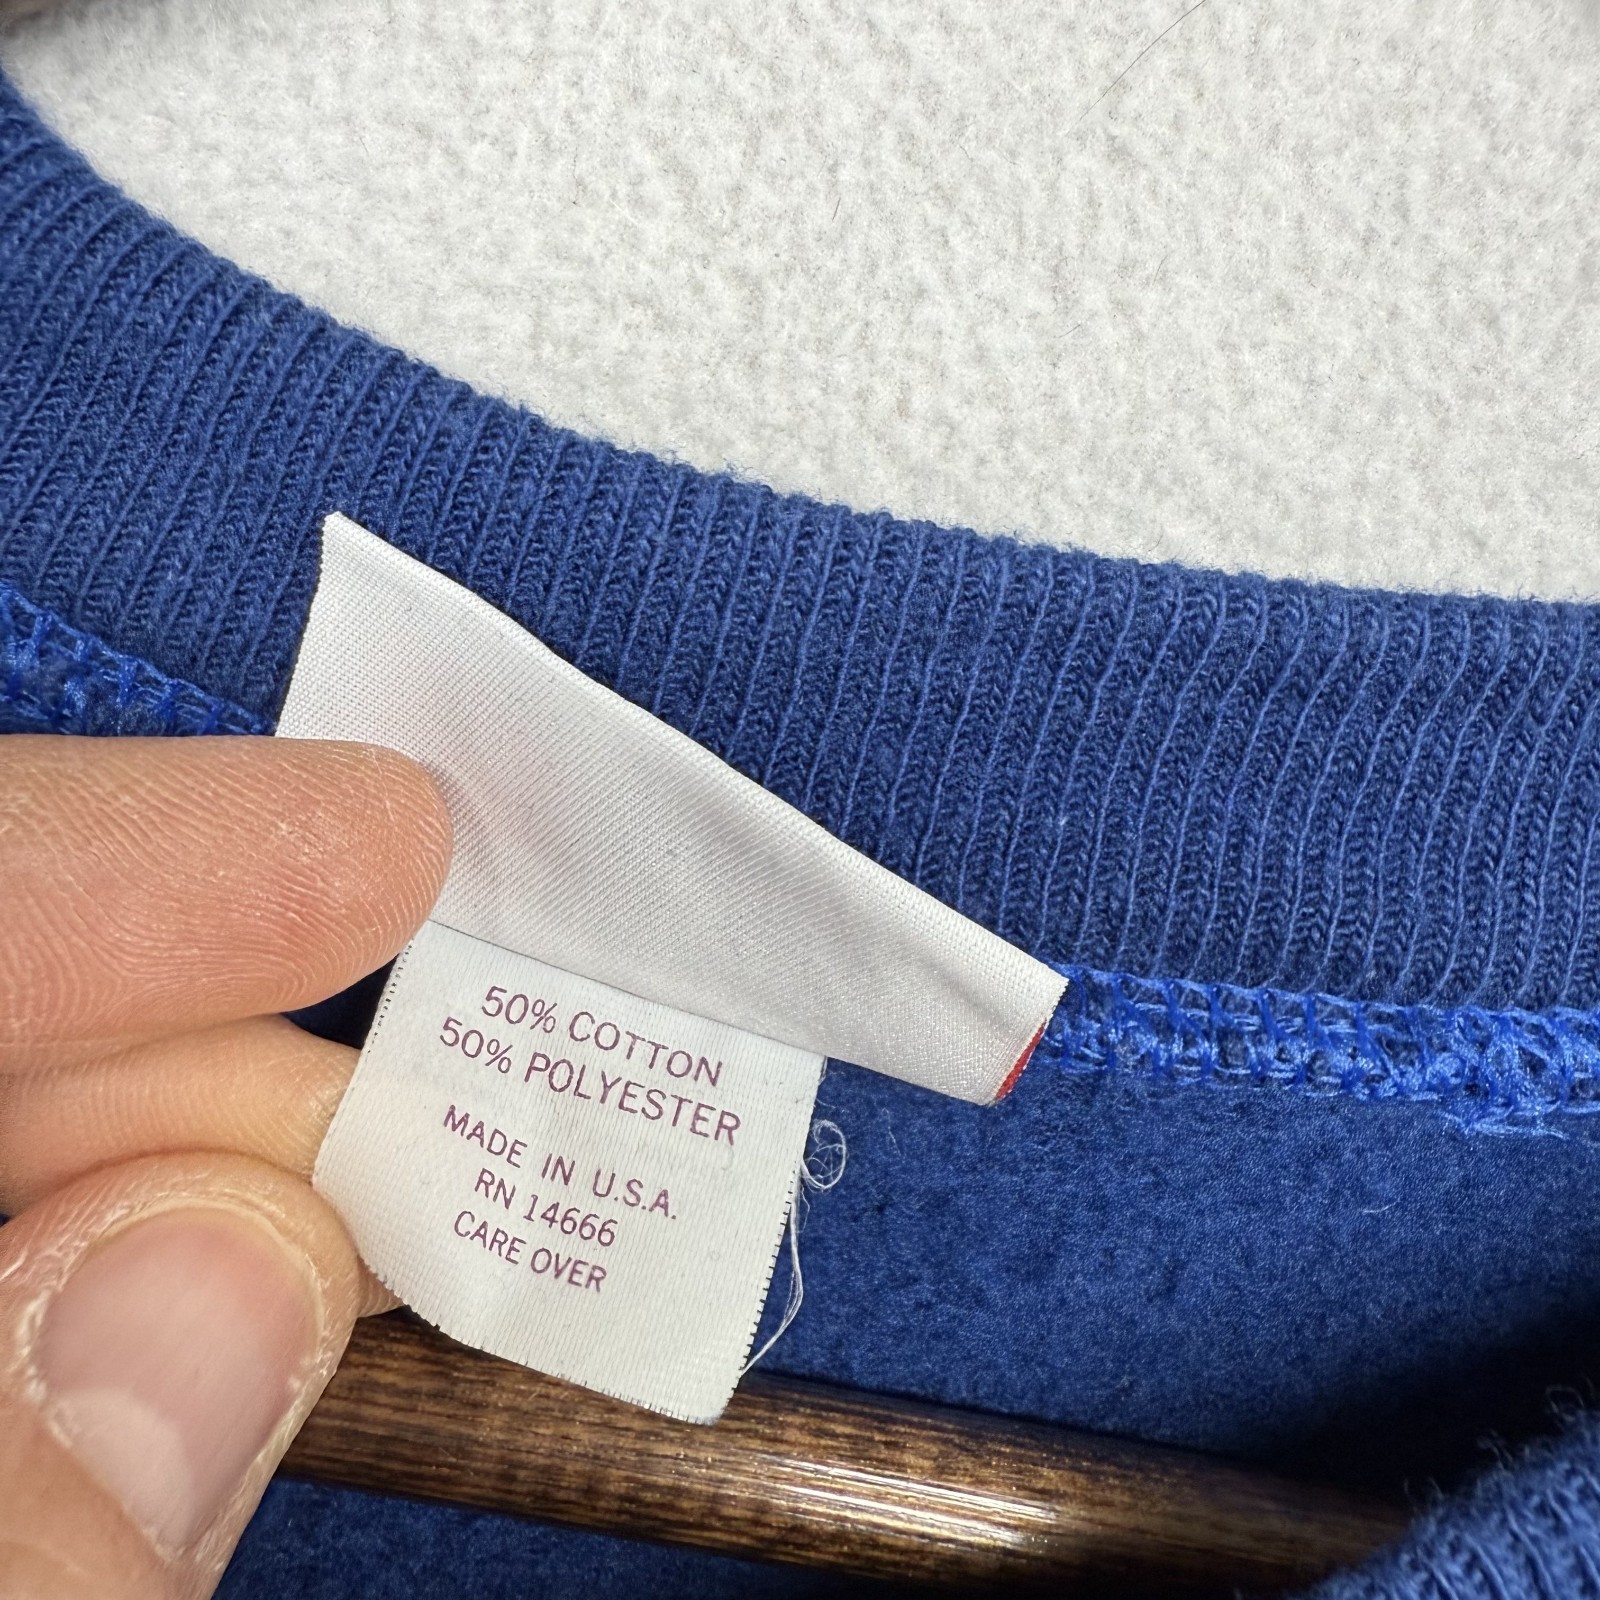 50% COTTON
50% POLYESTER
MADE IN U.S.A.
RN 14666
CARE OVER